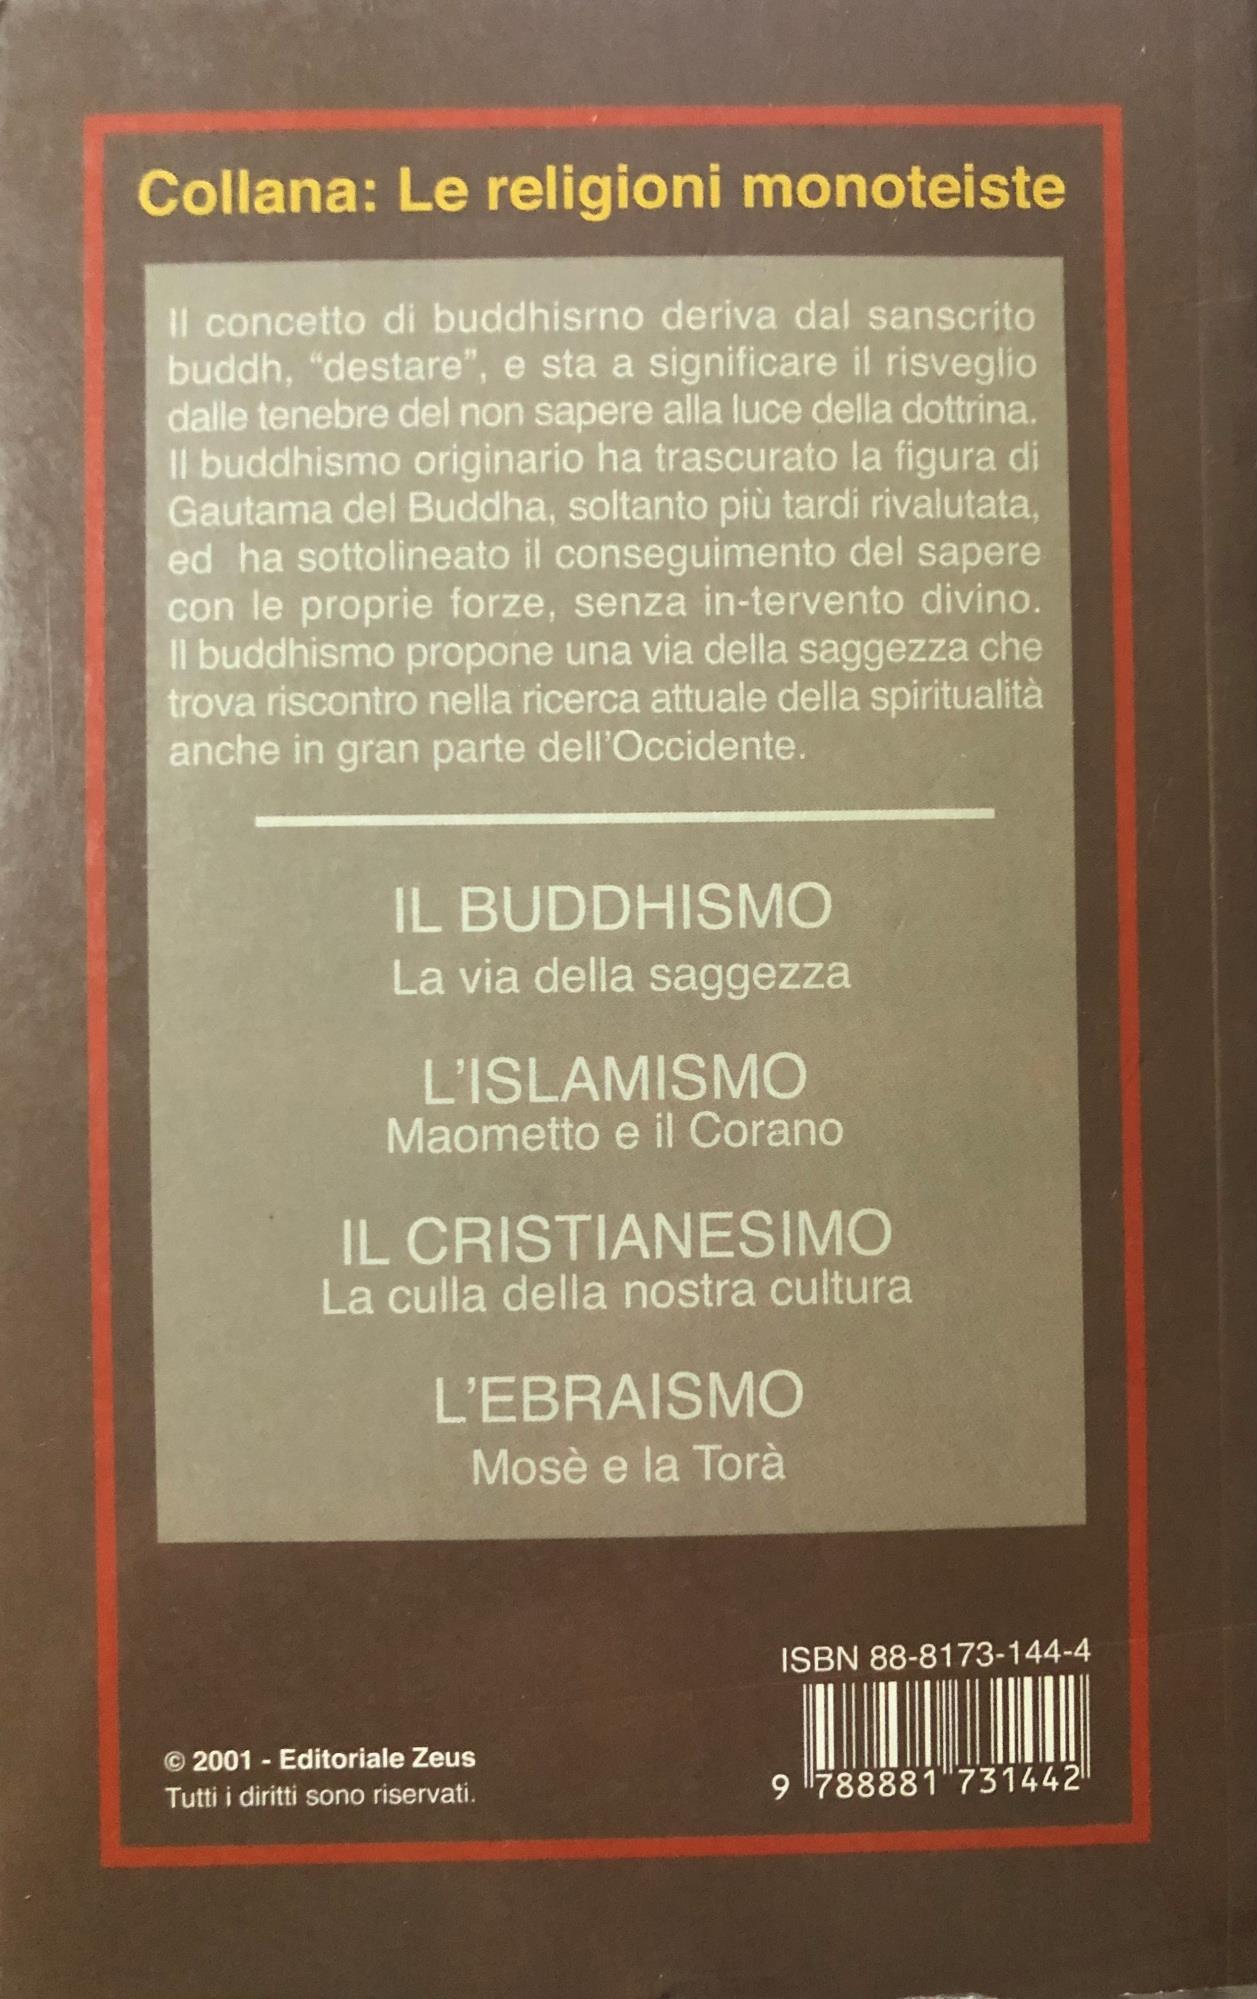 Collana: Le religioni monoteiste
Il concetto di buddhisrno deriva dal sanscrito
buddh, “destare”, e sta a significare il risveglio
dalle tenebre del non sapere alla luce della dottrina.
Il buddhismo originario ha trascurato la figura di
Gautama del Buddha, soltanto più tardi rivalutata,
ed ha sottolineato il conseguimento del sapere
con le proprie forze, senza in-tervento divino.
Il buddhismo propone una via della saggezza che
trova riscontro nella ricerca attuale della spiritualità
anche in gran parte dell’Occidente.
IL BUDDHISMO
La via della saggezza
L’ISLAMISMO
Maometto e il Corano
IL CRISTIANESIMO
La culla della nostra cultura
L’EBRAISMO
Mosè e la Torà
ISBN 88-8173-144-4
9 788881 731442
© 2001 - Editoriale Zeus
Tutti i diritti sono riservati.